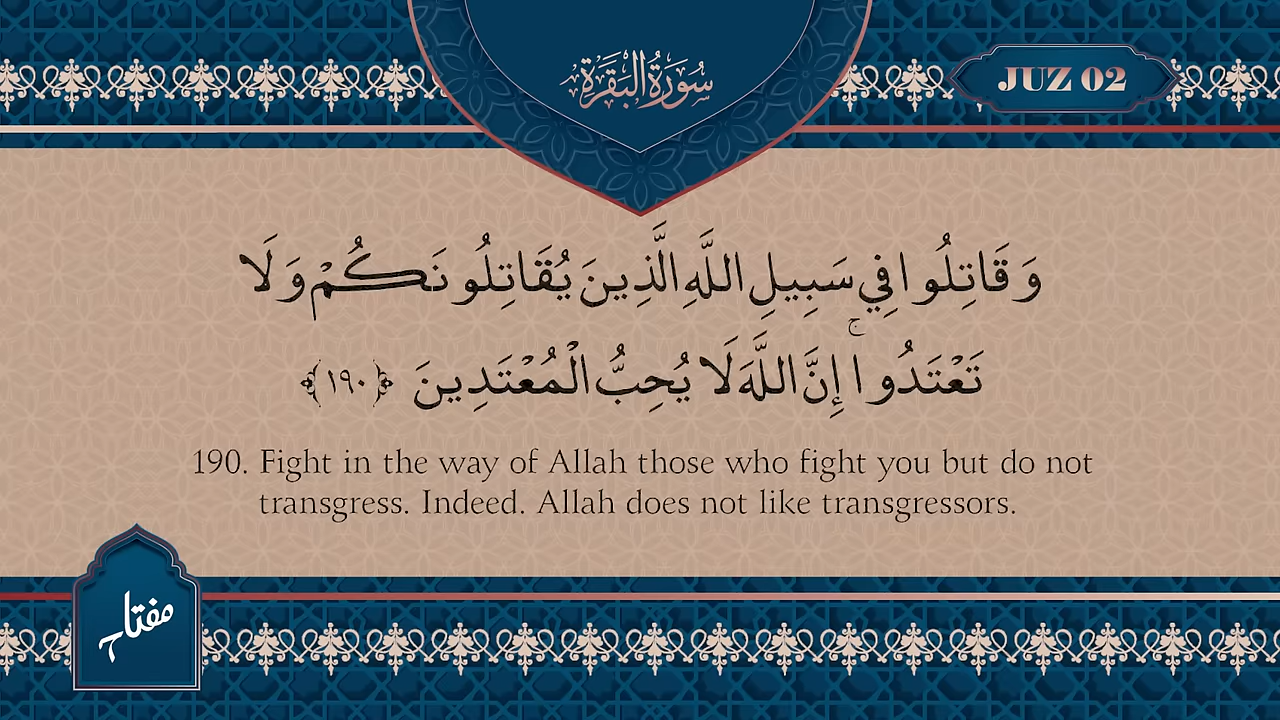 سُورَةُ البَقَرَةِ
JUZ 02
وَقَاتِلُوا فِي سَبِيلِ اللَّهِ الَّذِينَ يُقَاتِلُونَكُمْ وَلَا
تَعْتَدُوا ۚ إِنَّ اللَّهَ لَا يُحِبُّ الْمُعْتَدِينَ ﴿١٩٠﴾
190. Fight in the way of Allah those who fight you but do not
transgress. Indeed. Allah does not like transgressors.
مفتاح